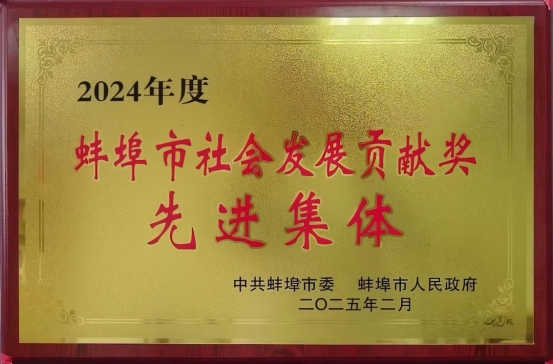 2024年度
蚌埠市社会发展贡献奖
先进集体
中共蚌埠市委 蚌埠市人民政府
二〇二五年二月